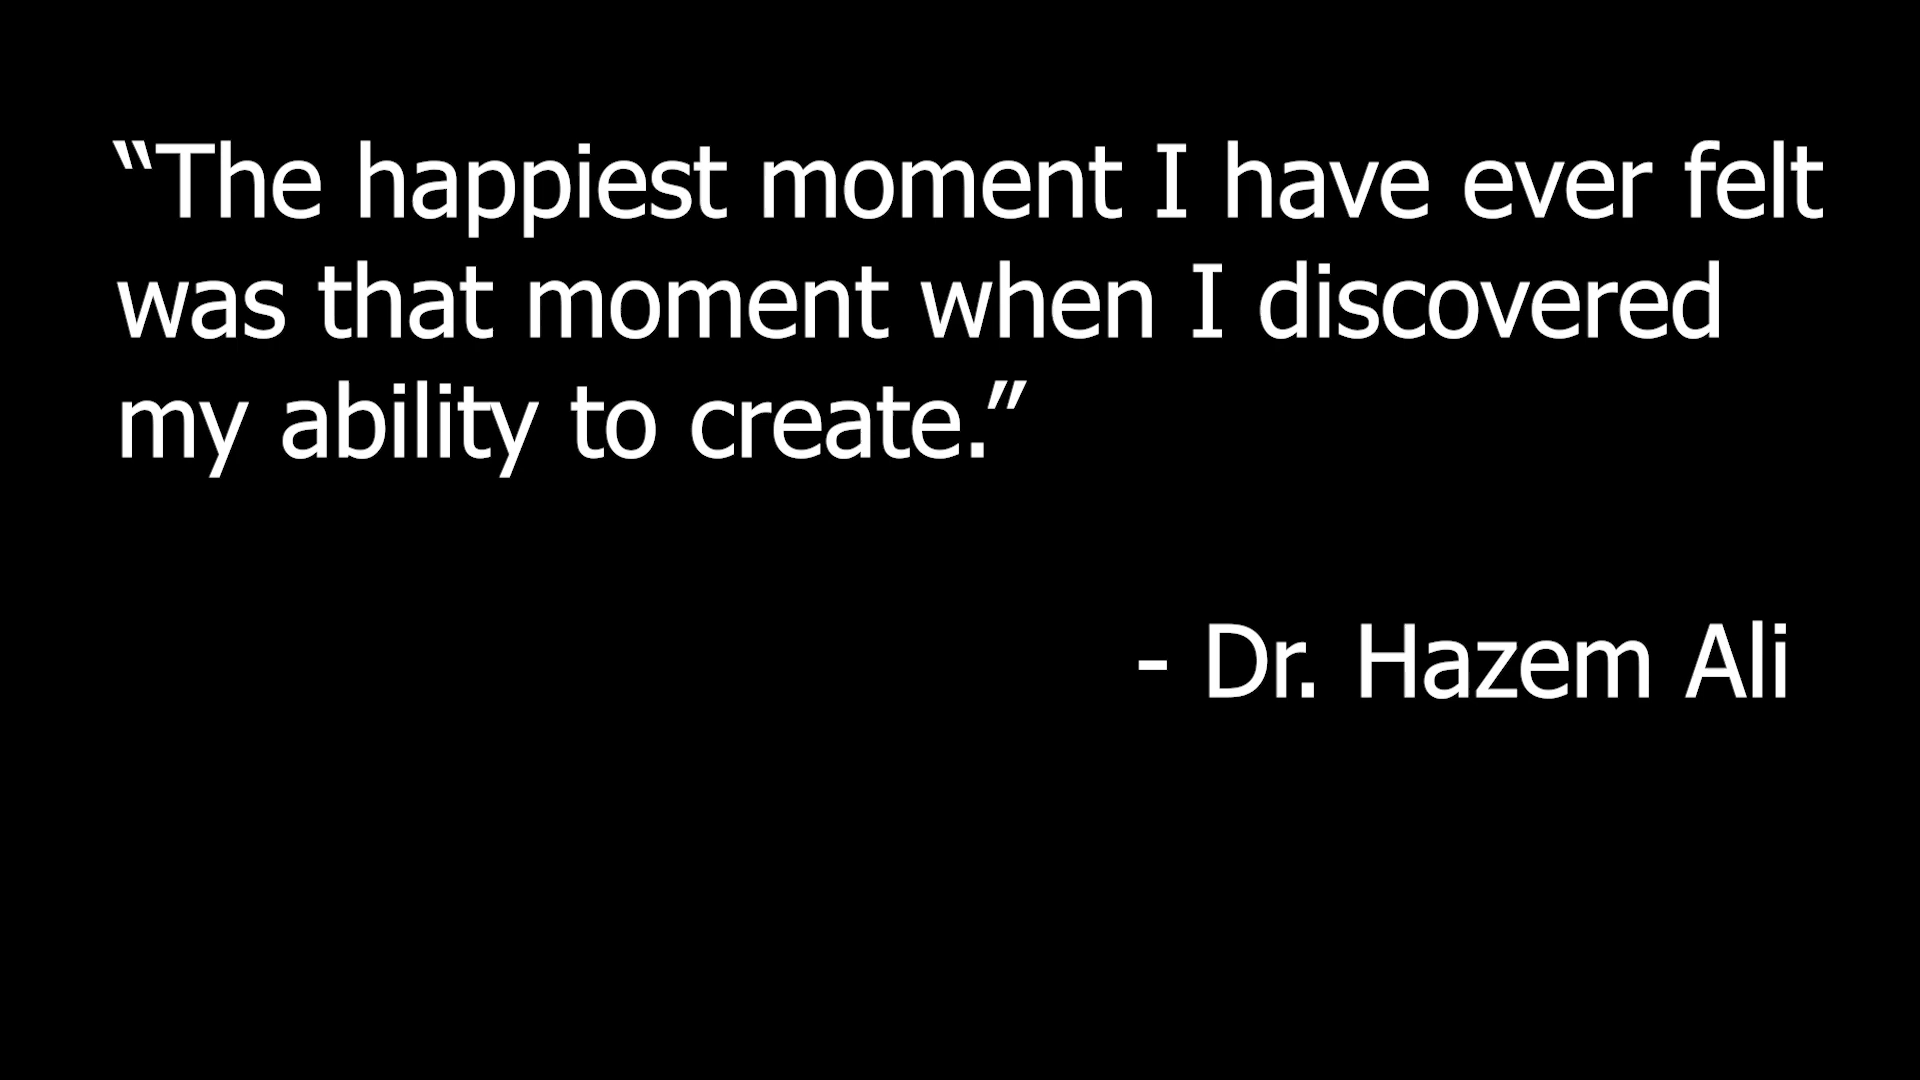 “The happiest moment I have ever felt
was that moment when I discovered
my ability to create.”
- Dr. Hazem Ali